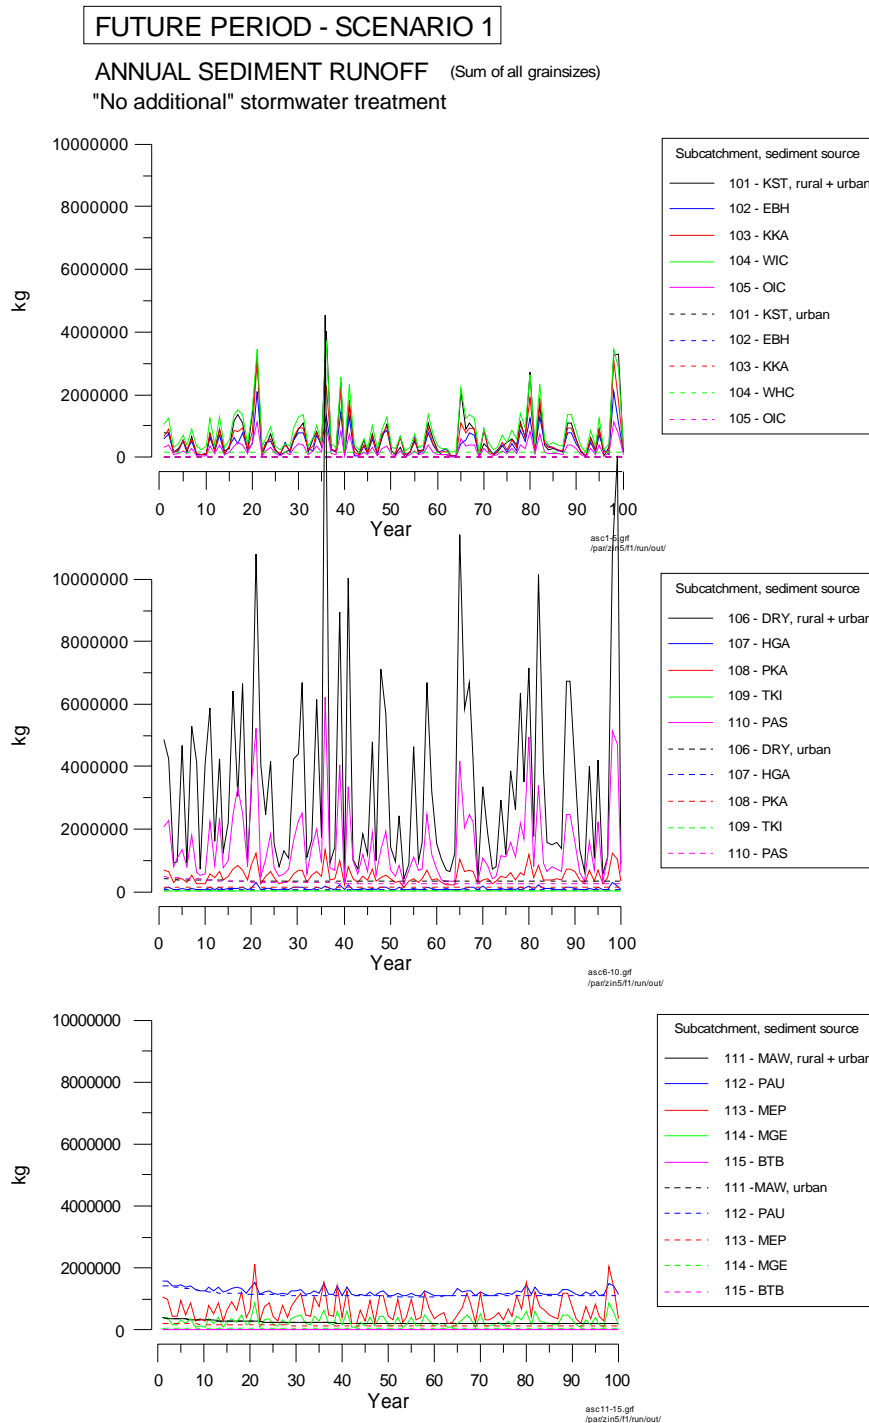 FUTURE PERIOD - SCENARIO 1
ANNUAL SEDIMENT RUNOFF (Sum of all grainsizes)
"No additional" stormwater treatment
10000000
8000000
6000000
4000000
2000000
0
kg
0 10 20 30 40 50 60 70 80 90 100
Year
asc1-5.grf
/par/zin5/f1/run/out/
Subcatchment, sediment source
101 - KST, rural + urban
102 - EBH
103 - KKA
104 - WIC
105 - OIC
101 - KST, urban
102 - EBH
103 - KKA
104 - WHC
105 - OIC
10000000
8000000
6000000
4000000
2000000
0
kg
0 10 20 30 40 50 60 70 80 90 100
Year
asc6-10.grf
/par/zin5/f1/run/out/
Subcatchment, sediment source
106 - DRY, rural + urban
107 - HGA
108 - PKA
109 - TKI
110 - PAS
106 - DRY, urban
107 - HGA
108 - PKA
109 - TKI
110 - PAS
10000000
8000000
6000000
4000000
2000000
0
kg
0 10 20 30 40 50 60 70 80 90 100
Year
asc11-15.grf
/par/zin5/f1/run/out/
Subcatchment, sediment source
111 - MAW, rural + urban
112 - PAU
113 - MEP
114 - MGE
115 - BTB
111 -MAW, urban
112 - PAU
113 - MEP
114 - MGE
115 - BTB